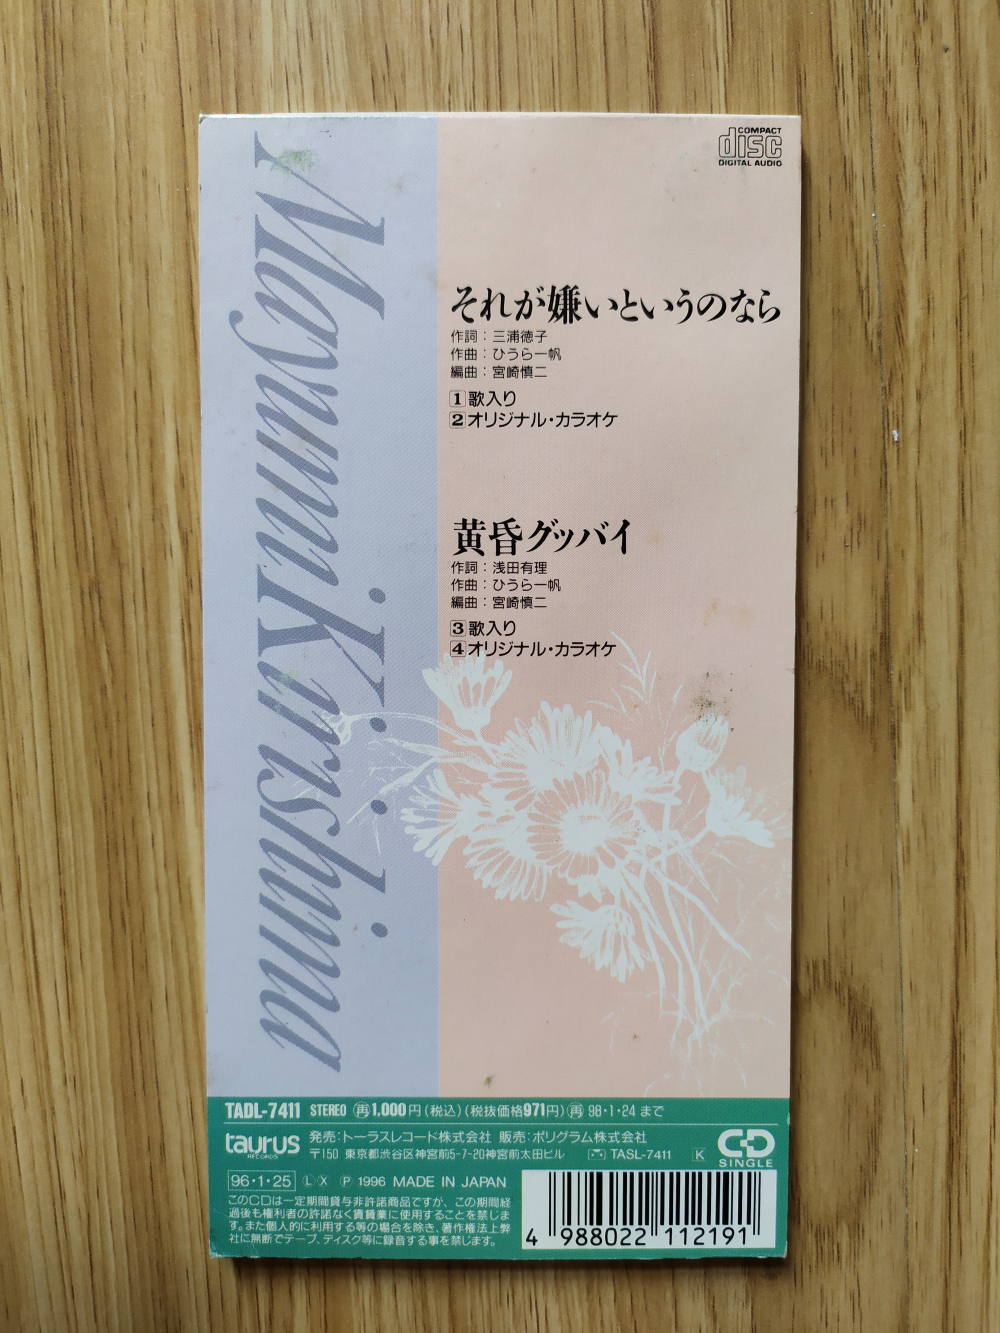 Mayumi Kurashima
COMPACT
disc
DIGITAL AUDIO
それが嫌いというのなら
作詞：三浦徳子
作曲：ひうら一帆
編曲：宮崎慎二
1 歌入り
2 オリジナル・カラオケ
黄昏グッバイ
作詞：浅田有理
作曲：ひうら一帆
編曲：宮崎慎二
3 歌入り
4 オリジナル・カラオケ
TADL-7411 STEREO 再1,000円(税込)(税抜価格971円)再98・1・24まで
taurus
RECORDS
発売：トーラスレコード株式会社 販売：ポリグラム株式会社
〒150 東京都渋谷区神宮前5-7-20神宮前太田ビル TASL-7411 K
CD
SINGLE
96・1・25 Ⓛ Ⓧ Ⓟ 1996 MADE IN JAPAN
このCDは一定期間貸与非許諾商品ですが、この期間経
過後も権利者の許諾なく賃貸業に使用することを禁じま
す。また個人的に利用する等の場合を除き、著作権法上弊
社に無断でテープ、ディスク等に録音する事を禁じます。
4 988022 112191